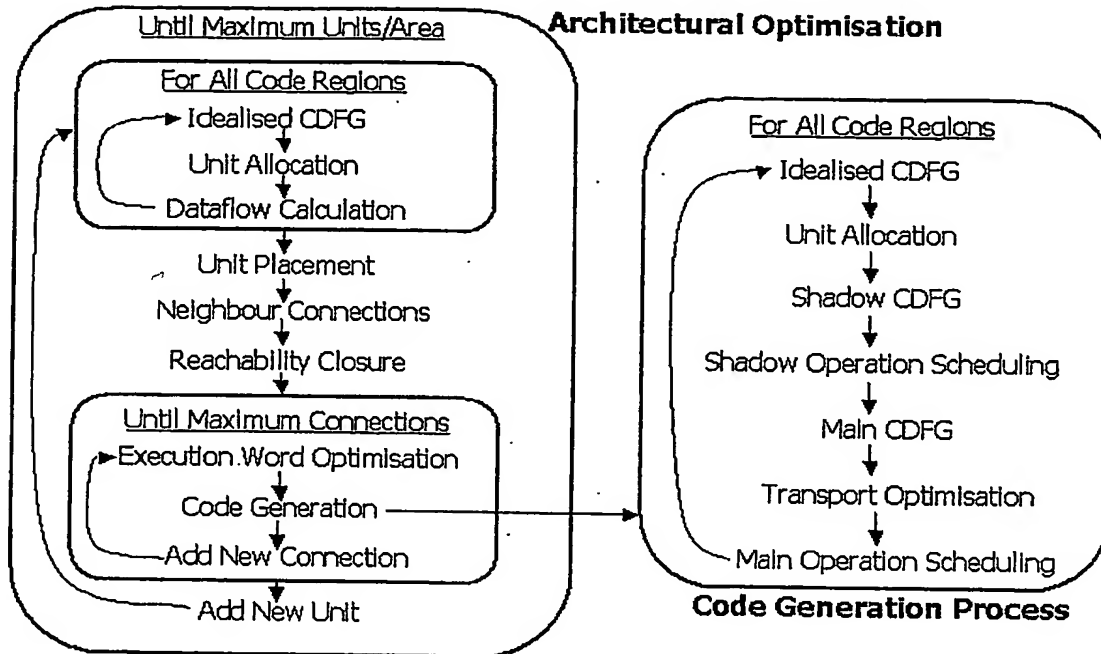 Architectural Optimisation
Until Maximum Units/Area
For All Code Regions
Idealised CDFG
Unit Allocation
Dataflow Calculation
Unit Placement
Neighbour Connections
Reachability Closure
Until Maximum Connections
Execution Word Optimisation
Code Generation
Add New Connection
Add New Unit
For All Code Regions
Idealised CDFG
Unit Allocation
Shadow CDFG
Shadow Operation Scheduling
Main CDFG
Transport Optimisation
Main Operation Scheduling
Code Generation Process